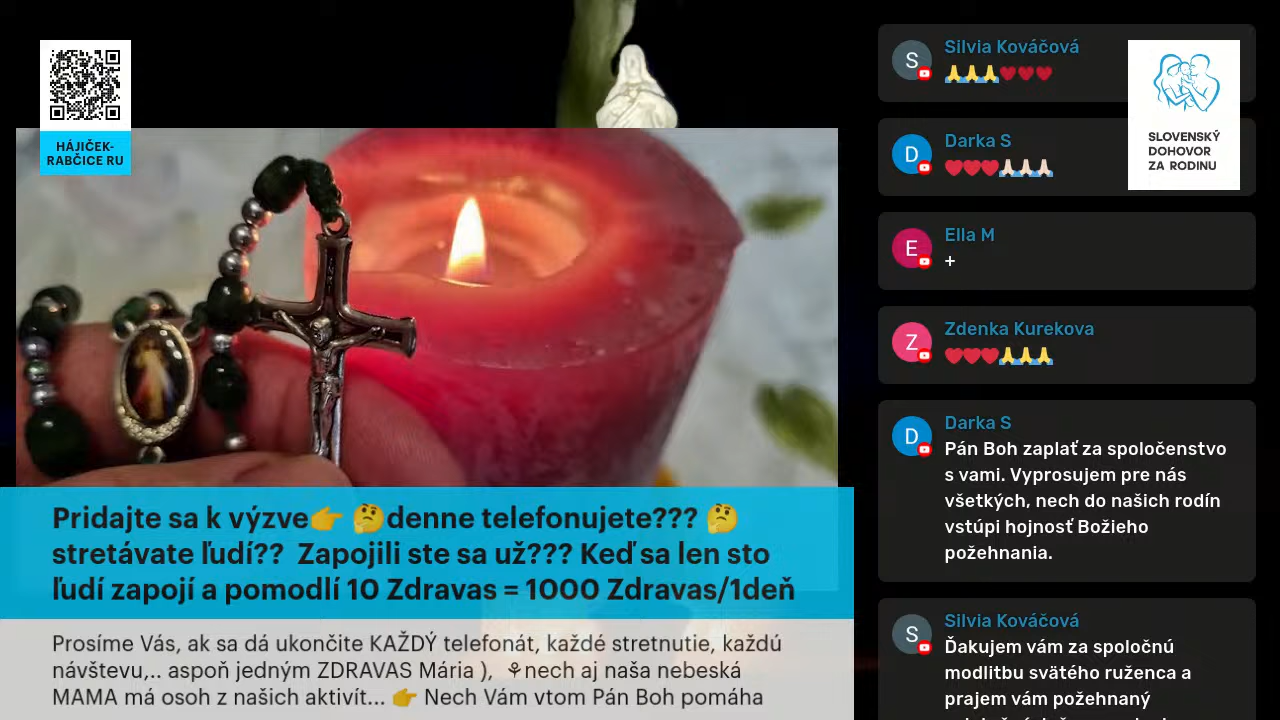 HÁJIČEK-
RABČICE RU
Pridajte sa k výzve👉 🤔denne telefonujete??? 🤔
stretávate ľudí??  Zapojili ste sa už??? Keď sa len sto
ľudí zapojí a pomodlí 10 Zdravas = 1000 Zdravas/1deň
Prosíme Vás, ak sa dá ukončite KAŽDÝ telefonát, každé stretnutie, každú
návštevu,.. aspoň jedným ZDRAVAS Mária ),  ⚘nech aj naša nebeská
MAMA má osoh z našich aktivít... 👉 Nech Vám vtom Pán Boh pomáha
SLOVENSKÝ
DOHOVOR
ZA RODINU
S
Silvia Kováčová
🙏🙏🙏❤️❤️❤️
D
Darka S
❤️❤️❤️🙏🏻🙏🏻🙏🏻
E
Ella M
+
Z
Zdenka Kurekova
❤️❤️❤️🙏🙏🙏
D
Darka S
Pán Boh zaplať za spoločenstvo
s vami. Vyprosujem pre nás
všetkých, nech do našich rodín
vstúpi hojnosť Božieho
požehnania.
S
Silvia Kováčová
Ďakujem vám za spoločnú
modlitbu svätého ruženca a
prajem vám požehnaný